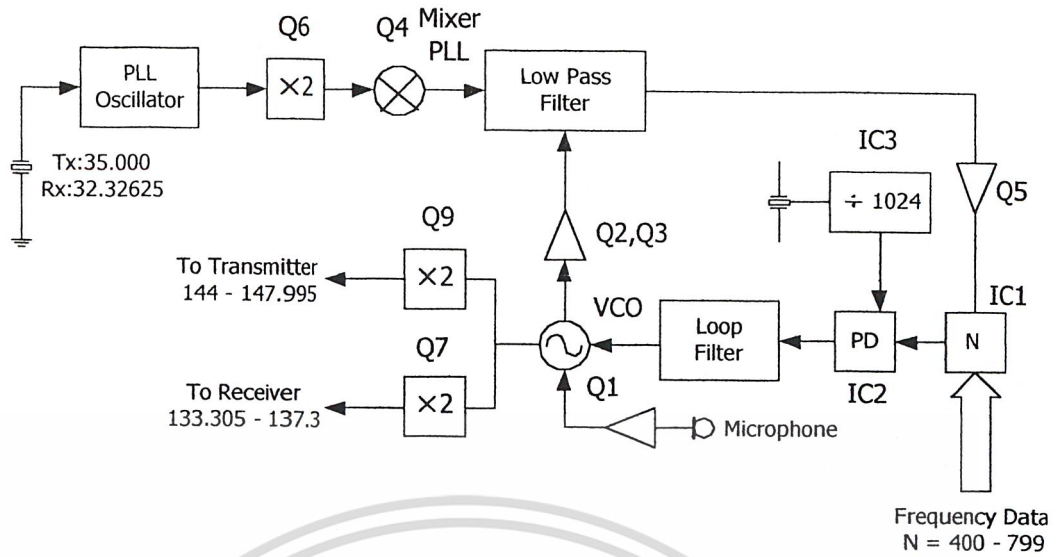 Q6
Q4
Mixer
PLL
PLL
Oscillator
×2
Low Pass
Filter
Tx:35.000
Rx:32.32625
IC3
÷ 1024
Q5
Q9
Q2,Q3
To Transmitter
144 - 147.995
×2
VCO
IC1
Loop
Filter
PD
N
Q7
To Receiver
133.305 - 137.3
×2
Q1
IC2
Microphone
Frequency Data
N = 400 - 799